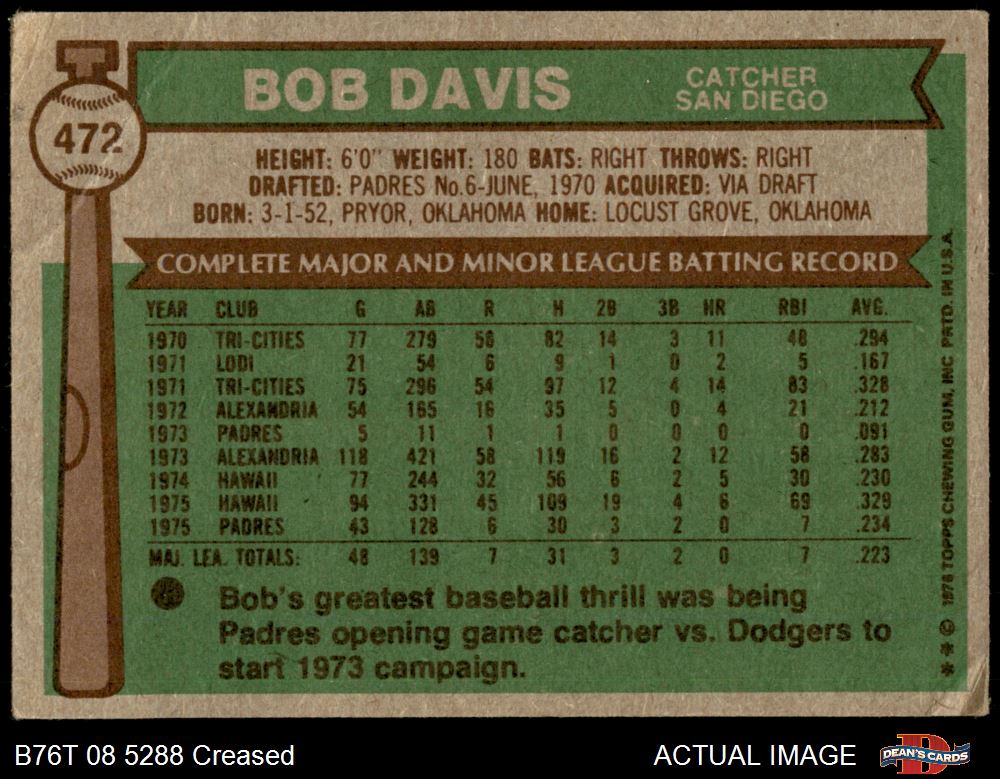 BOB DAVIS
CATCHER
SAN DIEGO
472
HEIGHT: 6'0" WEIGHT: 180 BATS: RIGHT THROWS: RIGHT
DRAFTED: PADRES No.6-JUNE, 1970 ACQUIRED: VIA DRAFT
BORN: 3-1-52, PRYOR, OKLAHOMA HOME: LOCUST GROVE, OKLAHOMA
COMPLETE MAJOR AND MINOR LEAGUE BATTING RECORD
YEAR CLUB G AB R H 2B 3B HR RBI AVG.
1970 TRI-CITIES 77 279 58 82 14 3 11 48 .294
1971 LODI 21 54 6 9 1 0 2 5 .167
1971 TRI-CITIES 75 296 54 97 12 4 14 83 .328
1972 ALEXANDRIA 54 165 16 35 5 0 4 21 .212
1973 PADRES 5 11 1 1 0 0 0 0 .091
1973 ALEXANDRIA 118 421 58 119 16 2 12 58 .283
1974 HAWAII 77 244 32 56 6 2 5 30 .230
1975 HAWAII 94 331 45 109 19 4 6 69 .329
1975 PADRES 43 128 6 30 3 2 0 7 .234
MAJ. LEA. TOTALS: 48 139 7 31 3 2 0 7 .223
Bob's greatest baseball thrill was being
Padres opening game catcher vs. Dodgers to
start 1973 campaign.
** © 1976 TOPPS CHEWING GUM, INC PRTD. IN U.S.A.
B76T 08 5288 Creased
ACTUAL IMAGE
DEAN'S CARDS